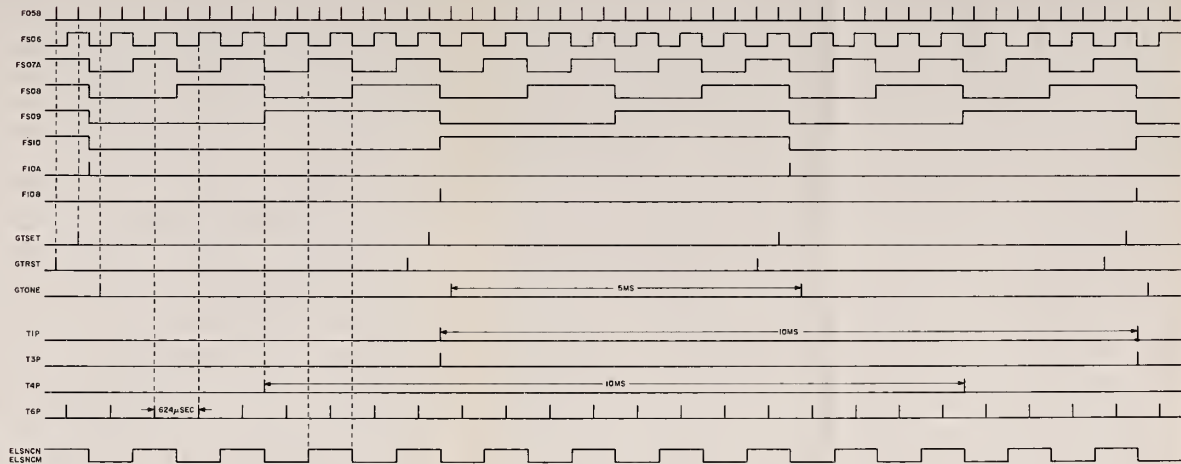 F05B
FS06
FS07A
FS08
FS09
FS10
F10A
F10B
GTSET
GTRST
GTONE
5MS
T1P
10MS
T3P
T4P
10MS
T6P
624μSEC
ELSNCN
ELSNCM